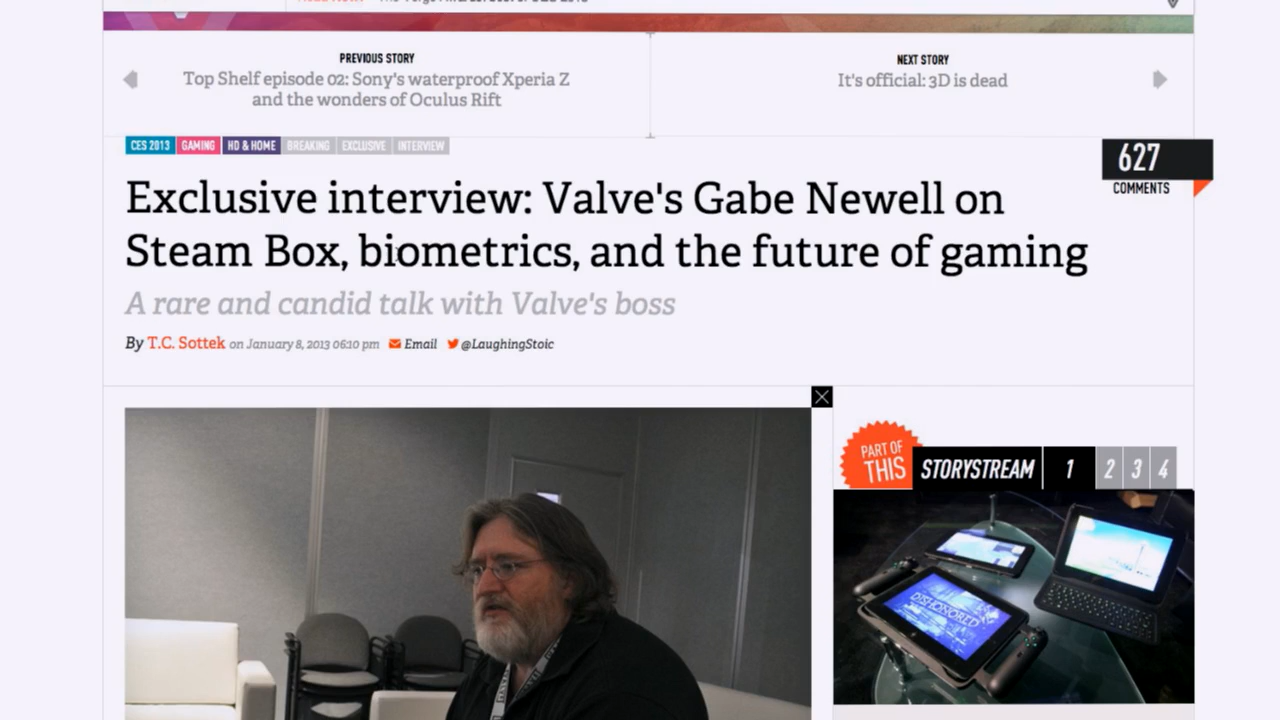 PREVIOUS STORY
Top Shelf episode 02: Sony's waterproof Xperia Z
and the wonders of Oculus Rift
NEXT STORY
It's official: 3D is dead
CES 2013 GAMING HD & HOME BREAKING EXCLUSIVE INTERVIEW
627
COMMENTS
Exclusive interview: Valve's Gabe Newell on
Steam Box, biometrics, and the future of gaming
A rare and candid talk with Valve's boss
By T.C. Sottek on January 8, 2013 06:10 pm Email @LaughingStoic
PART OF
THIS
STORYSTREAM 1 2 3 4
DISHONORED